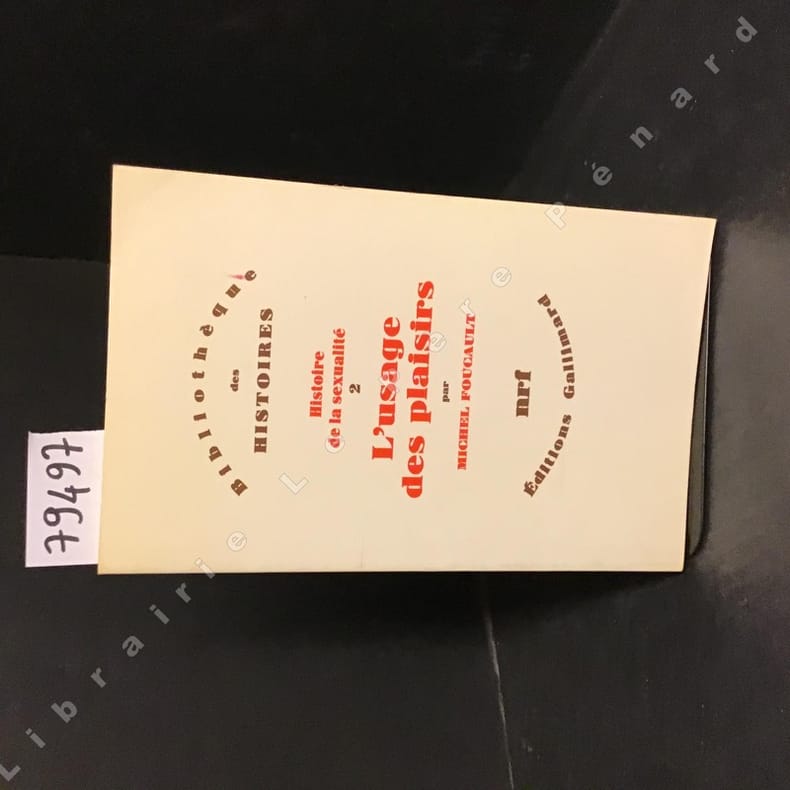 Bibliothèque
des
HISTOIRES
Histoire
de la sexualité
2
L'usage
des plaisirs
par
MICHEL FOUCAULT
nrf
Éditions Gallimard
79497
Librairie Le Père Pénard